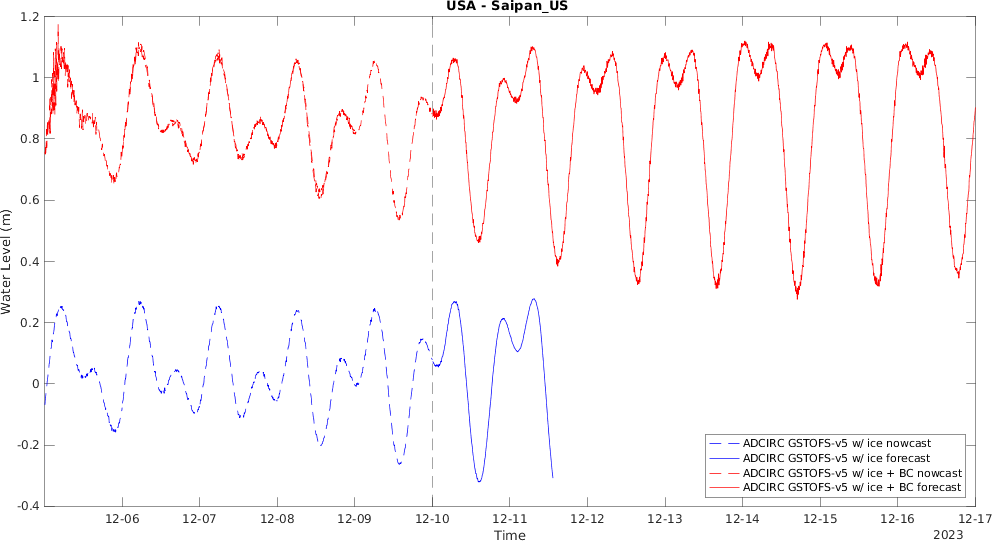 USA - Saipan_US
1.2
1
0.8
0.6
0.4
0.2
0
-0.2
-0.4
Water Level (m)
ADCIRC GSTOFS-v5 w/ ice nowcast
ADCIRC GSTOFS-v5 w/ ice forecast
ADCIRC GSTOFS-v5 w/ ice + BC nowcast
ADCIRC GSTOFS-v5 w/ ice + BC forecast
12-06 12-07 12-08 12-09 12-10 12-11 12-12 12-13 12-14 12-15 12-16 12-17
Time
2023